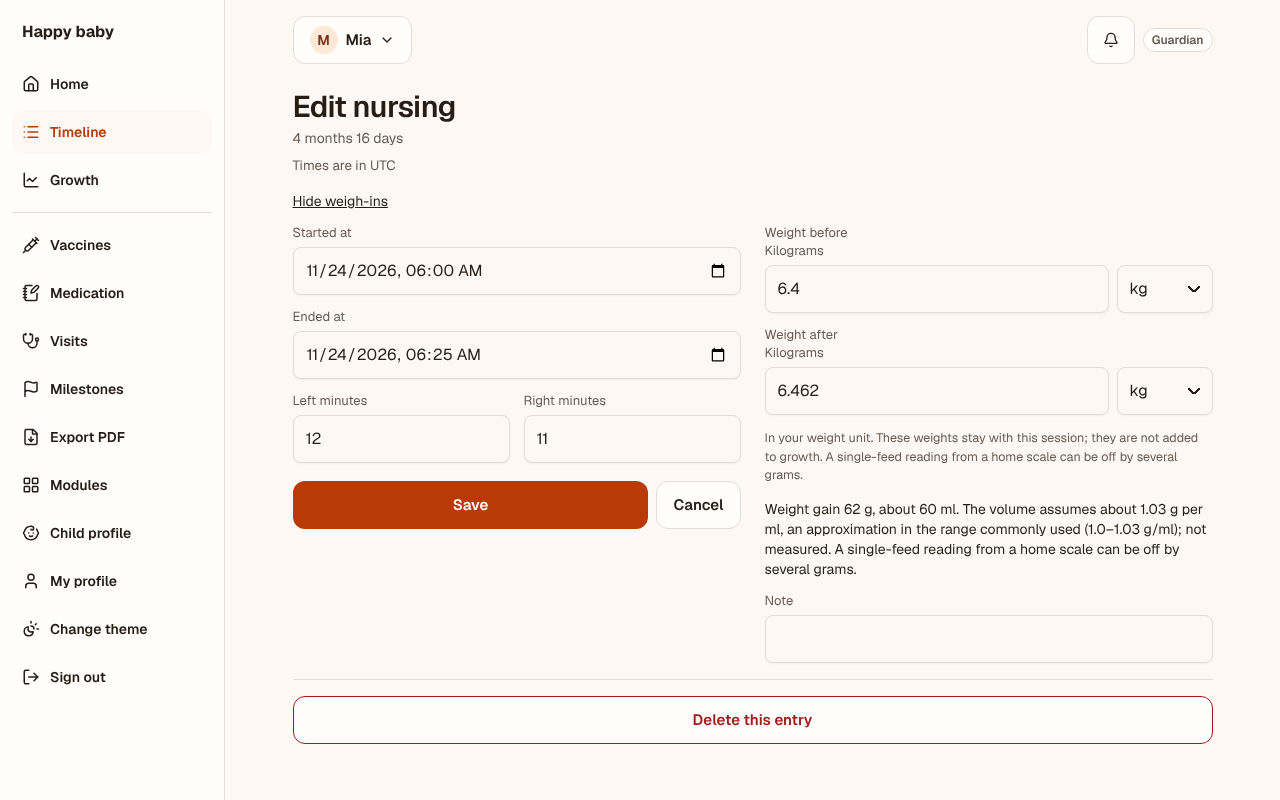 Happy baby
Home
Timeline
Growth
Vaccines
Medication
Visits
Milestones
Export PDF
Modules
Child profile
My profile
Change theme
Sign out
M Mia
Guardian
Edit nursing
4 months 16 days
Times are in UTC
Hide weigh-ins
Started at
11/24/2026, 06:00 AM
Ended at
11/24/2026, 06:25 AM
Left minutes
Right minutes
12
11
Save
Cancel
Weight before
Kilograms
6.4
kg
Weight after
Kilograms
6.462
kg
In your weight unit. These weights stay with this session; they are not added
to growth. A single-feed reading from a home scale can be off by several
grams.
Weight gain 62 g, about 60 ml. The volume assumes about 1.03 g per
ml, an approximation in the range commonly used (1.0–1.03 g/ml); not
measured. A single-feed reading from a home scale can be off by
several grams.
Note
Delete this entry